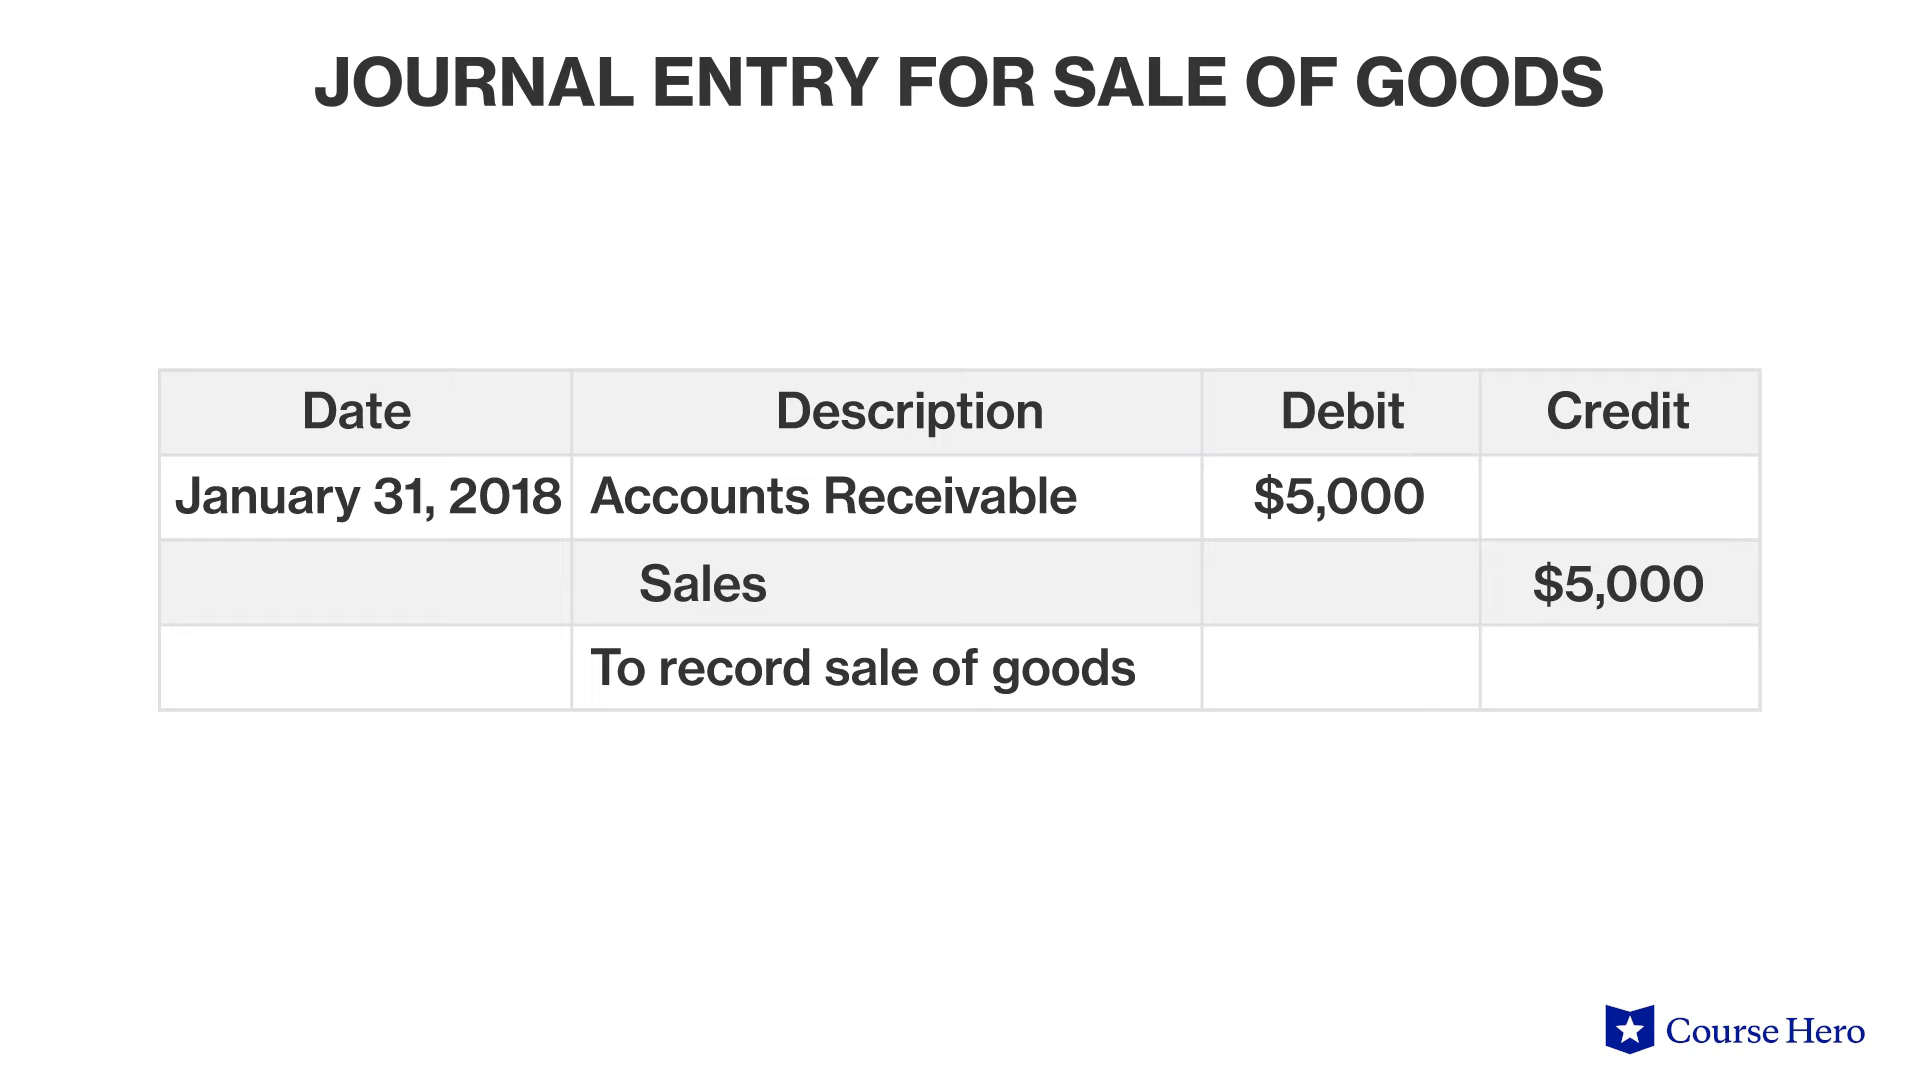 JOURNAL ENTRY FOR SALE OF GOODS
Date Description Debit Credit
January 31, 2018 Accounts Receivable $5,000
Sales $5,000
To record sale of goods
Course Hero